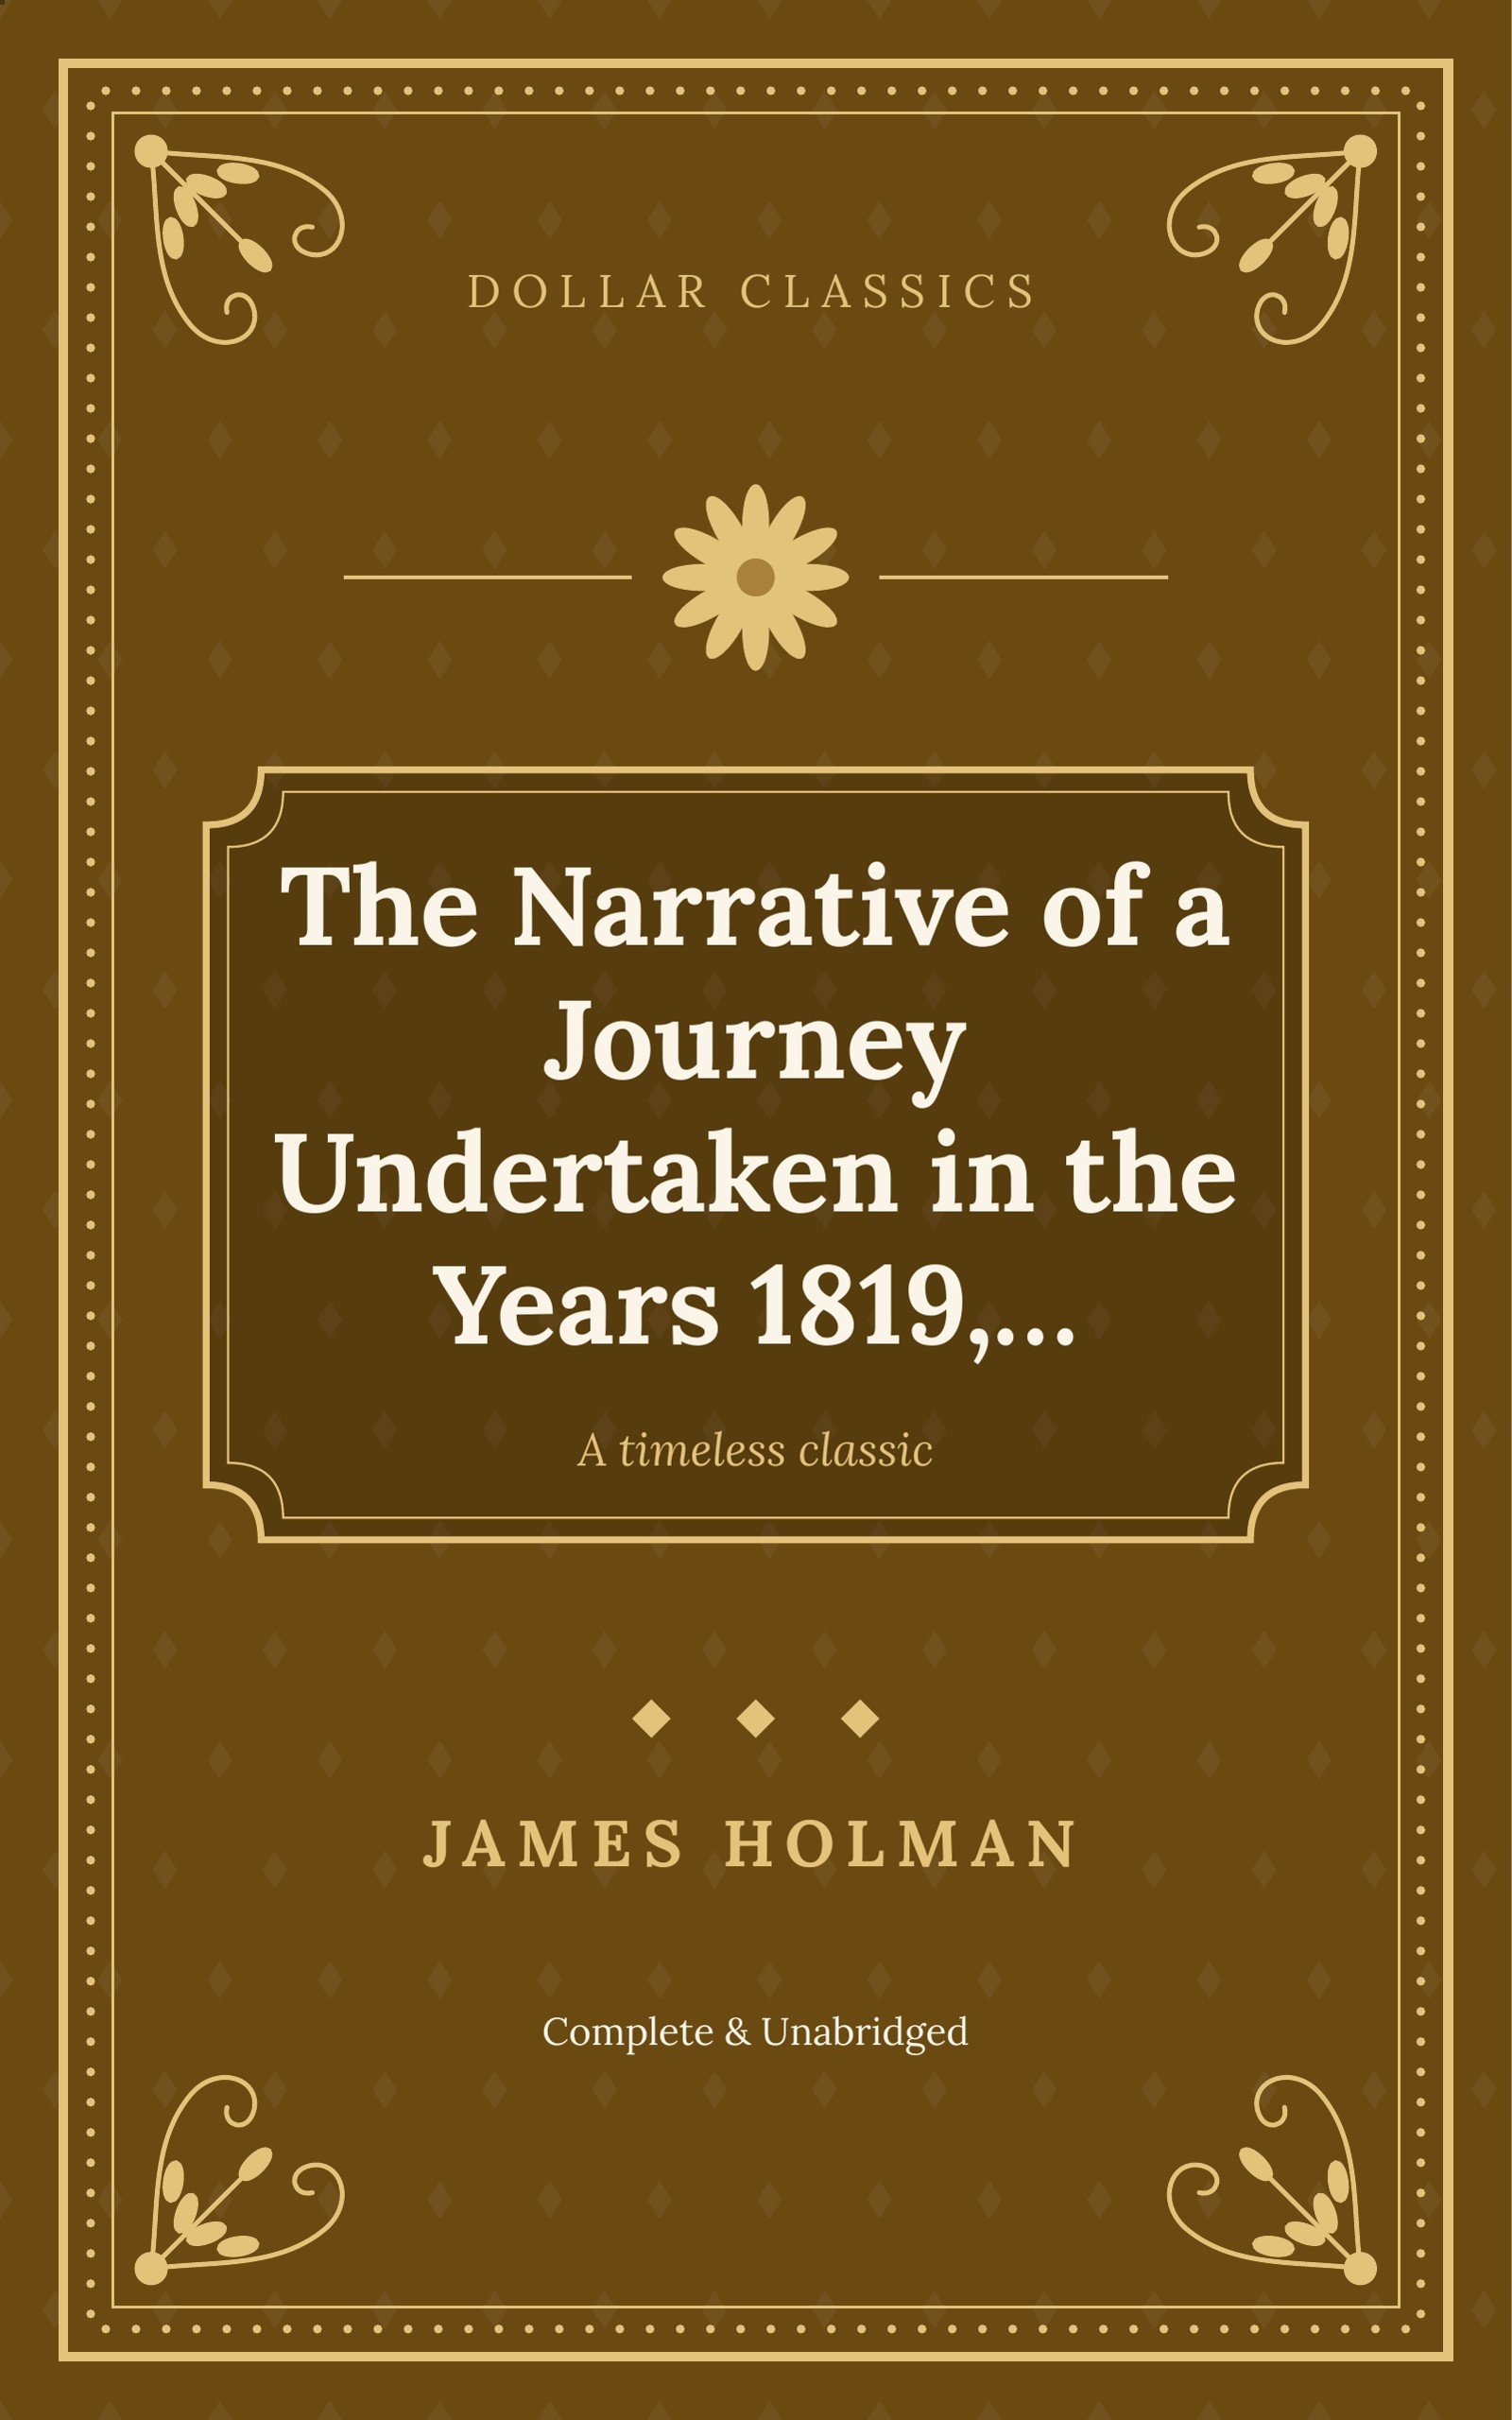 DOLLAR CLASSICS
The Narrative of a
Journey
Undertaken in the
Years 1819,...
A timeless classic
JAMES HOLMAN
Complete & Unabridged